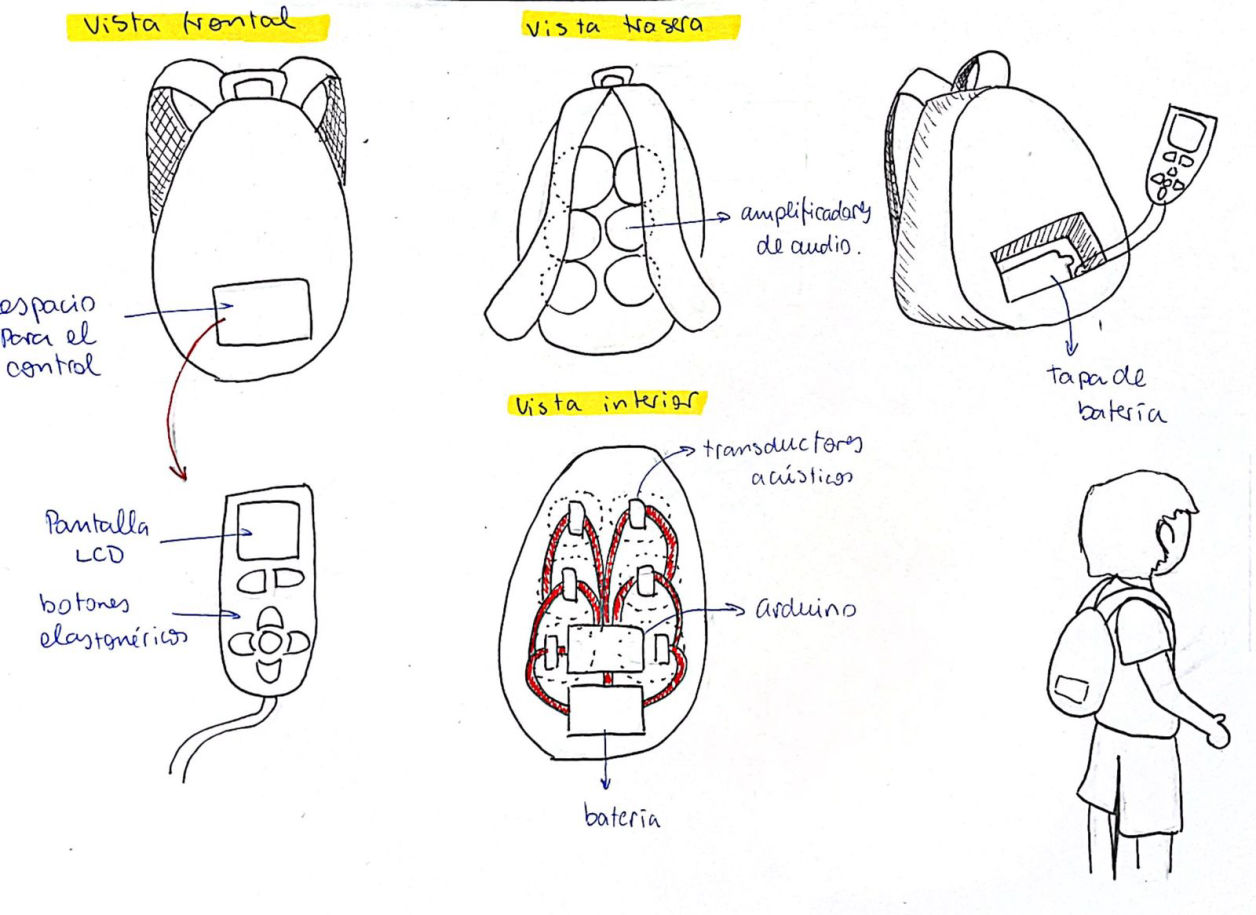 Vista frontal
espacio
para el
control
Pantalla
LCD
botones
elastoméricos
Vista trasera
amplificadores
de audio.
Vista interior
transductores
acústicos
arduino
batería
tapa de
batería